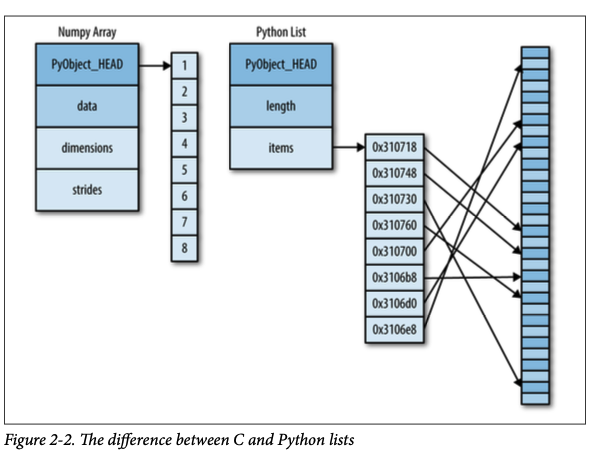 Numpy Array
PyObject_HEAD
data
dimensions
strides
1
2
3
4
5
6
7
8
Python List
PyObject_HEAD
length
items
0x310718
0x310748
0x310730
0x310760
0x310700
0x3106b8
0x3106d0
0x3106e8
Figure 2-2. The difference between C and Python lists